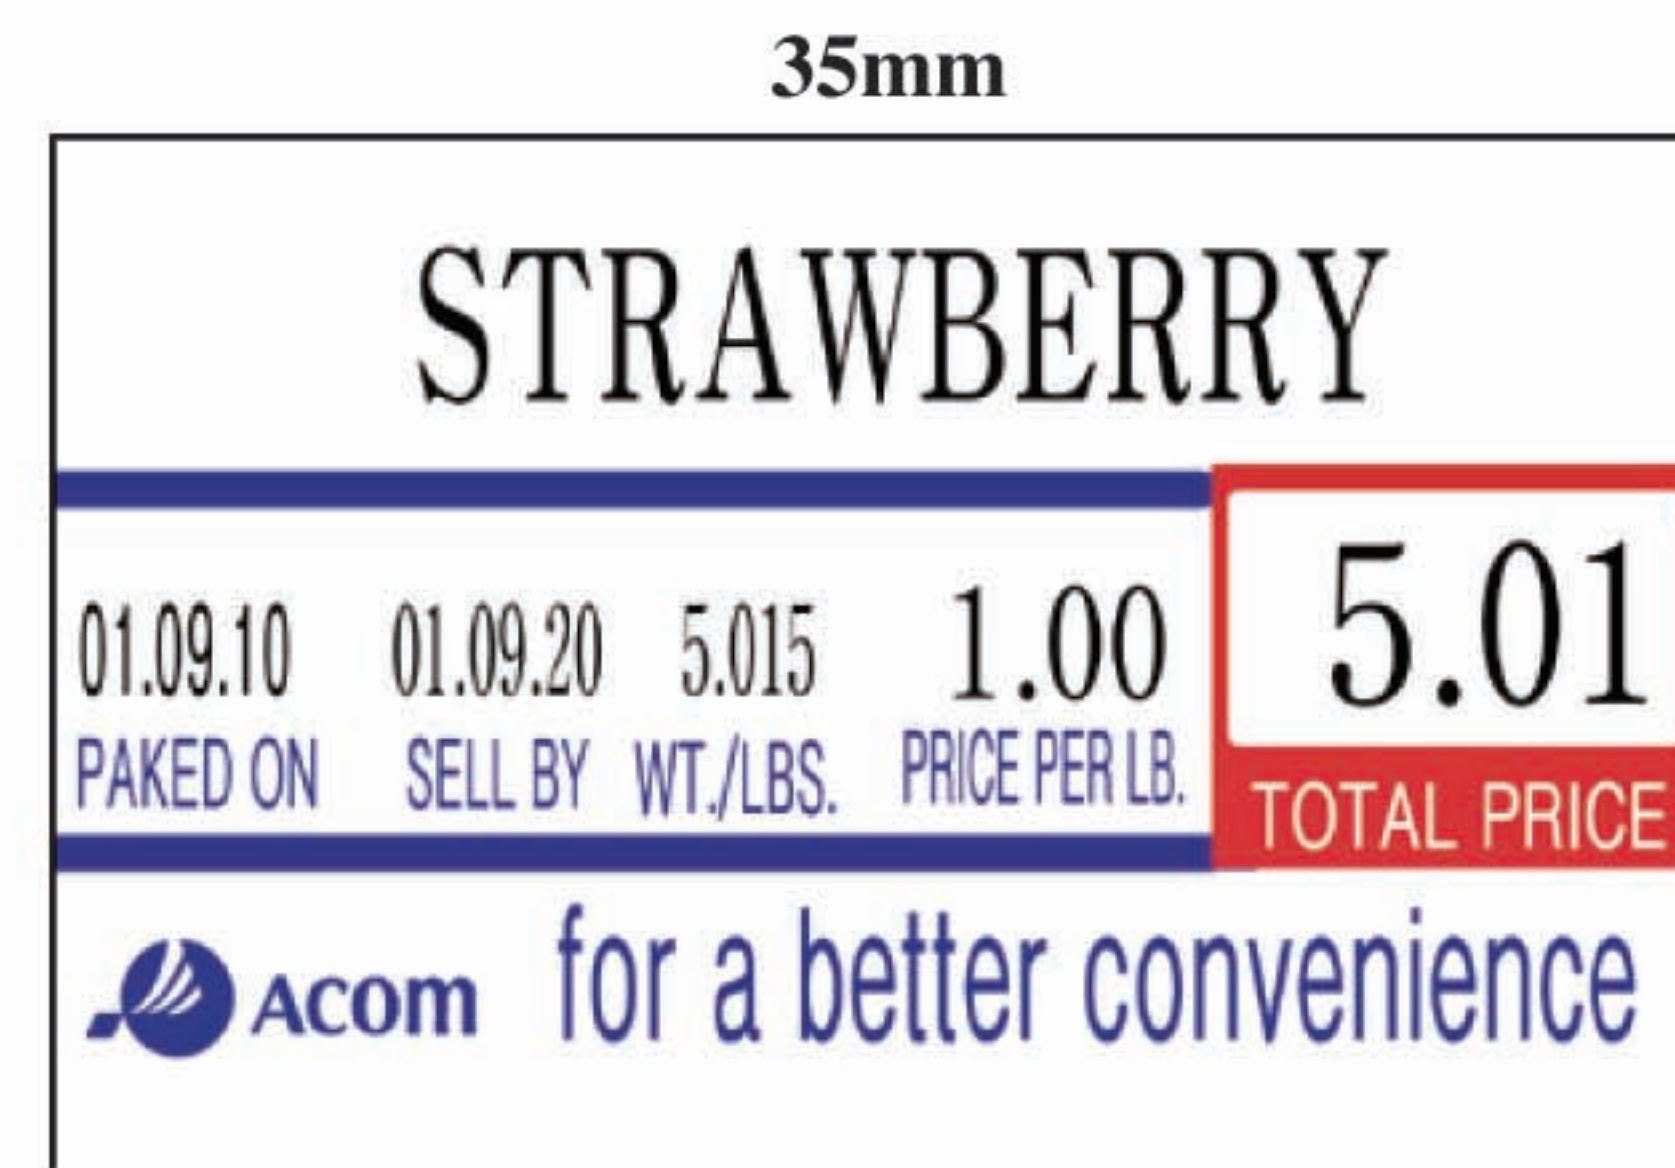 35mm
STRAWBERRY
01.09.10 01.09.20 5.015 1.00 5.01
PAKED ON SELL BY WT./LBS. PRICE PER LB. TOTAL PRICE
Acom for a better convenience